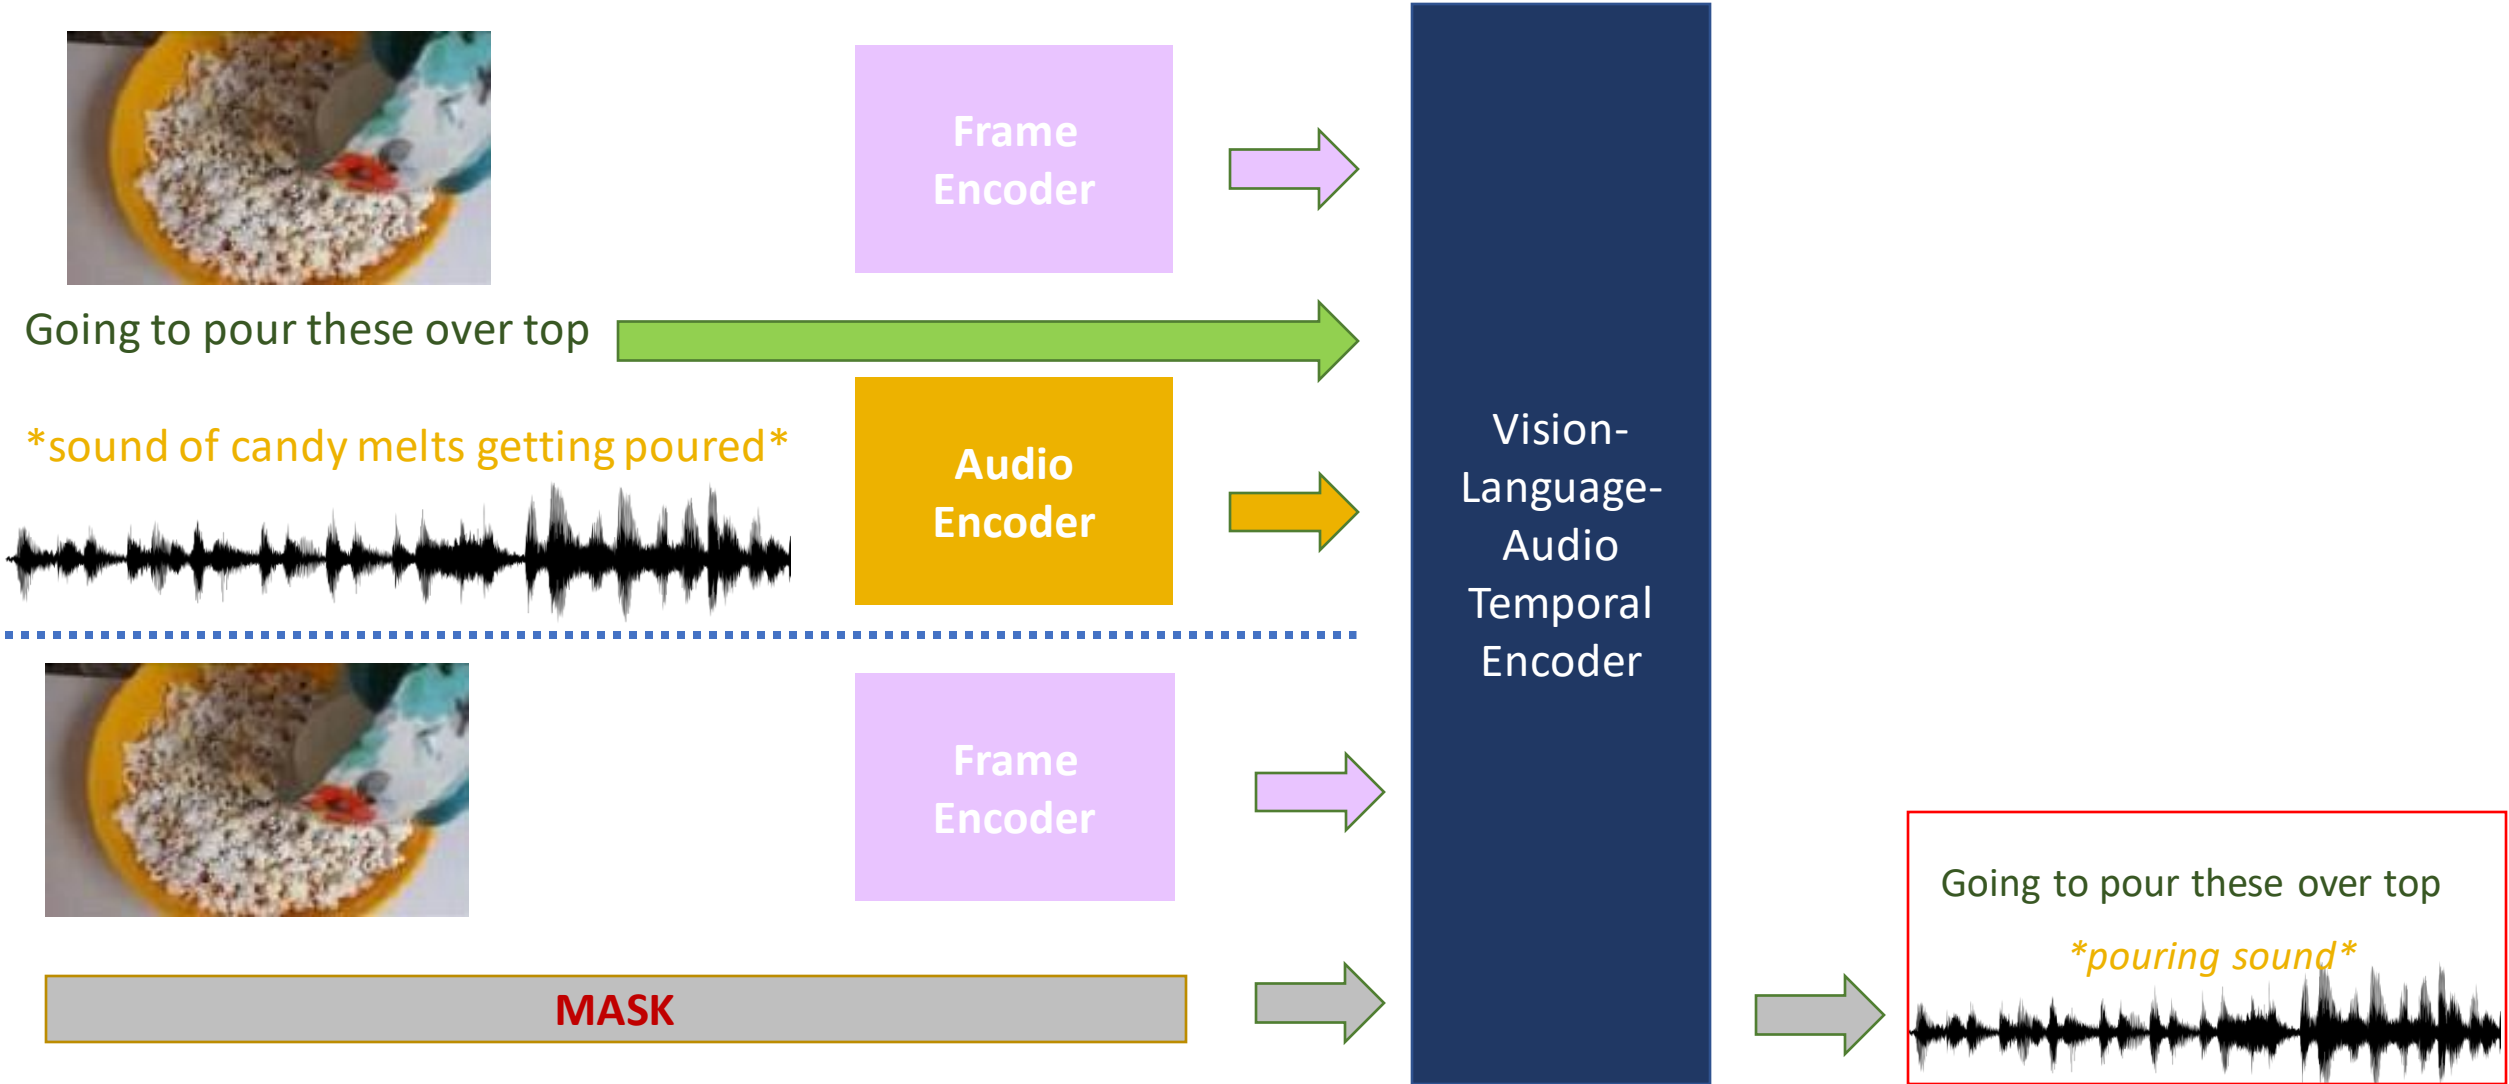 Frame
Encoder
Going to pour these over top
*sound of candy melts getting poured*
Audio
Encoder
Vision-
Language-
Audio
Temporal
Encoder
Frame
Encoder
MASK
Going to pour these over top
*pouring sound*